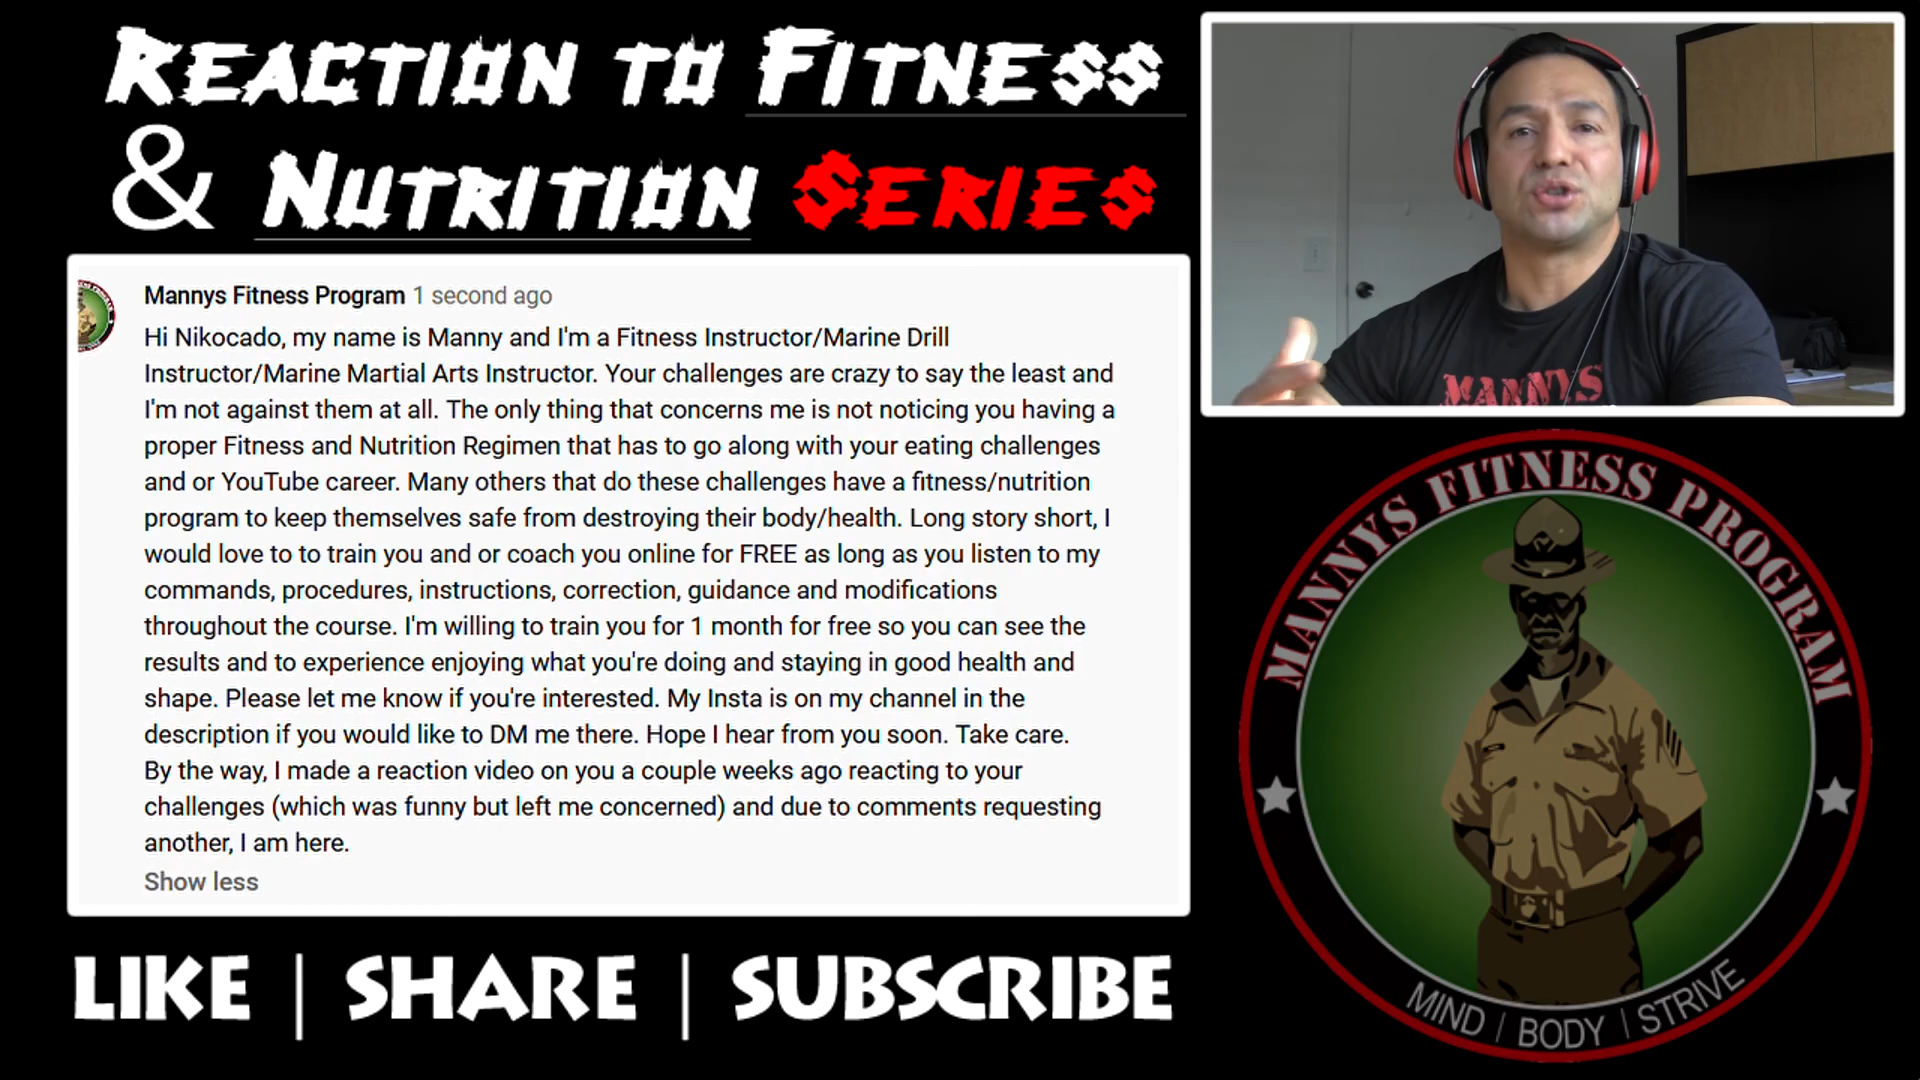 REACTION TO FITNESS
& NUTRITION SERIES
Mannys Fitness Program 1 second ago
Hi Nikocado, my name is Manny and I'm a Fitness Instructor/Marine Drill
Instructor/Marine Martial Arts Instructor. Your challenges are crazy to say the least and
I'm not against them at all. The only thing that concerns me is not noticing you having a
proper Fitness and Nutrition Regimen that has to go along with your eating challenges
and or YouTube career. Many others that do these challenges have a fitness/nutrition
program to keep themselves safe from destroying their body/health. Long story short, I
would love to to train you and or coach you online for FREE as long as you listen to my
commands, procedures, instructions, correction, guidance and modifications
throughout the course. I'm willing to train you for 1 month for free so you can see the
results and to experience enjoying what you're doing and staying in good health and
shape. Please let me know if you're interested. My Insta is on my channel in the
description if you would like to DM me there. Hope I hear from you soon. Take care.
By the way, I made a reaction video on you a couple weeks ago reacting to your
challenges (which was funny but left me concerned) and due to comments requesting
another, I am here.
Show less
LIKE | SHARE | SUBSCRIBE
MANNYS
MANNYS FITNESS PROGRAM
MIND | BODY | STRIVE